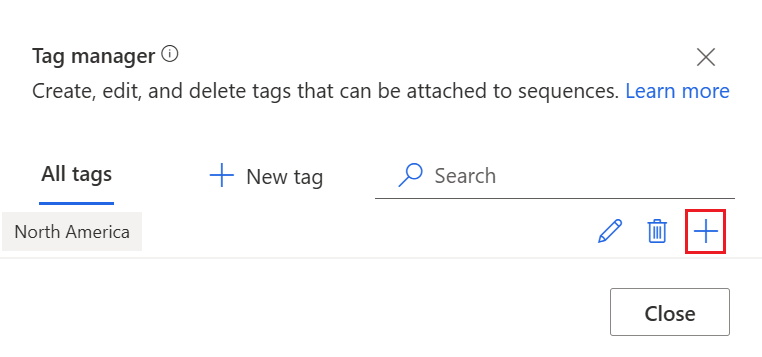 Tag manager
Create, edit, and delete tags that can be attached to sequences. Learn more
All tags New tag Search
North America
Close